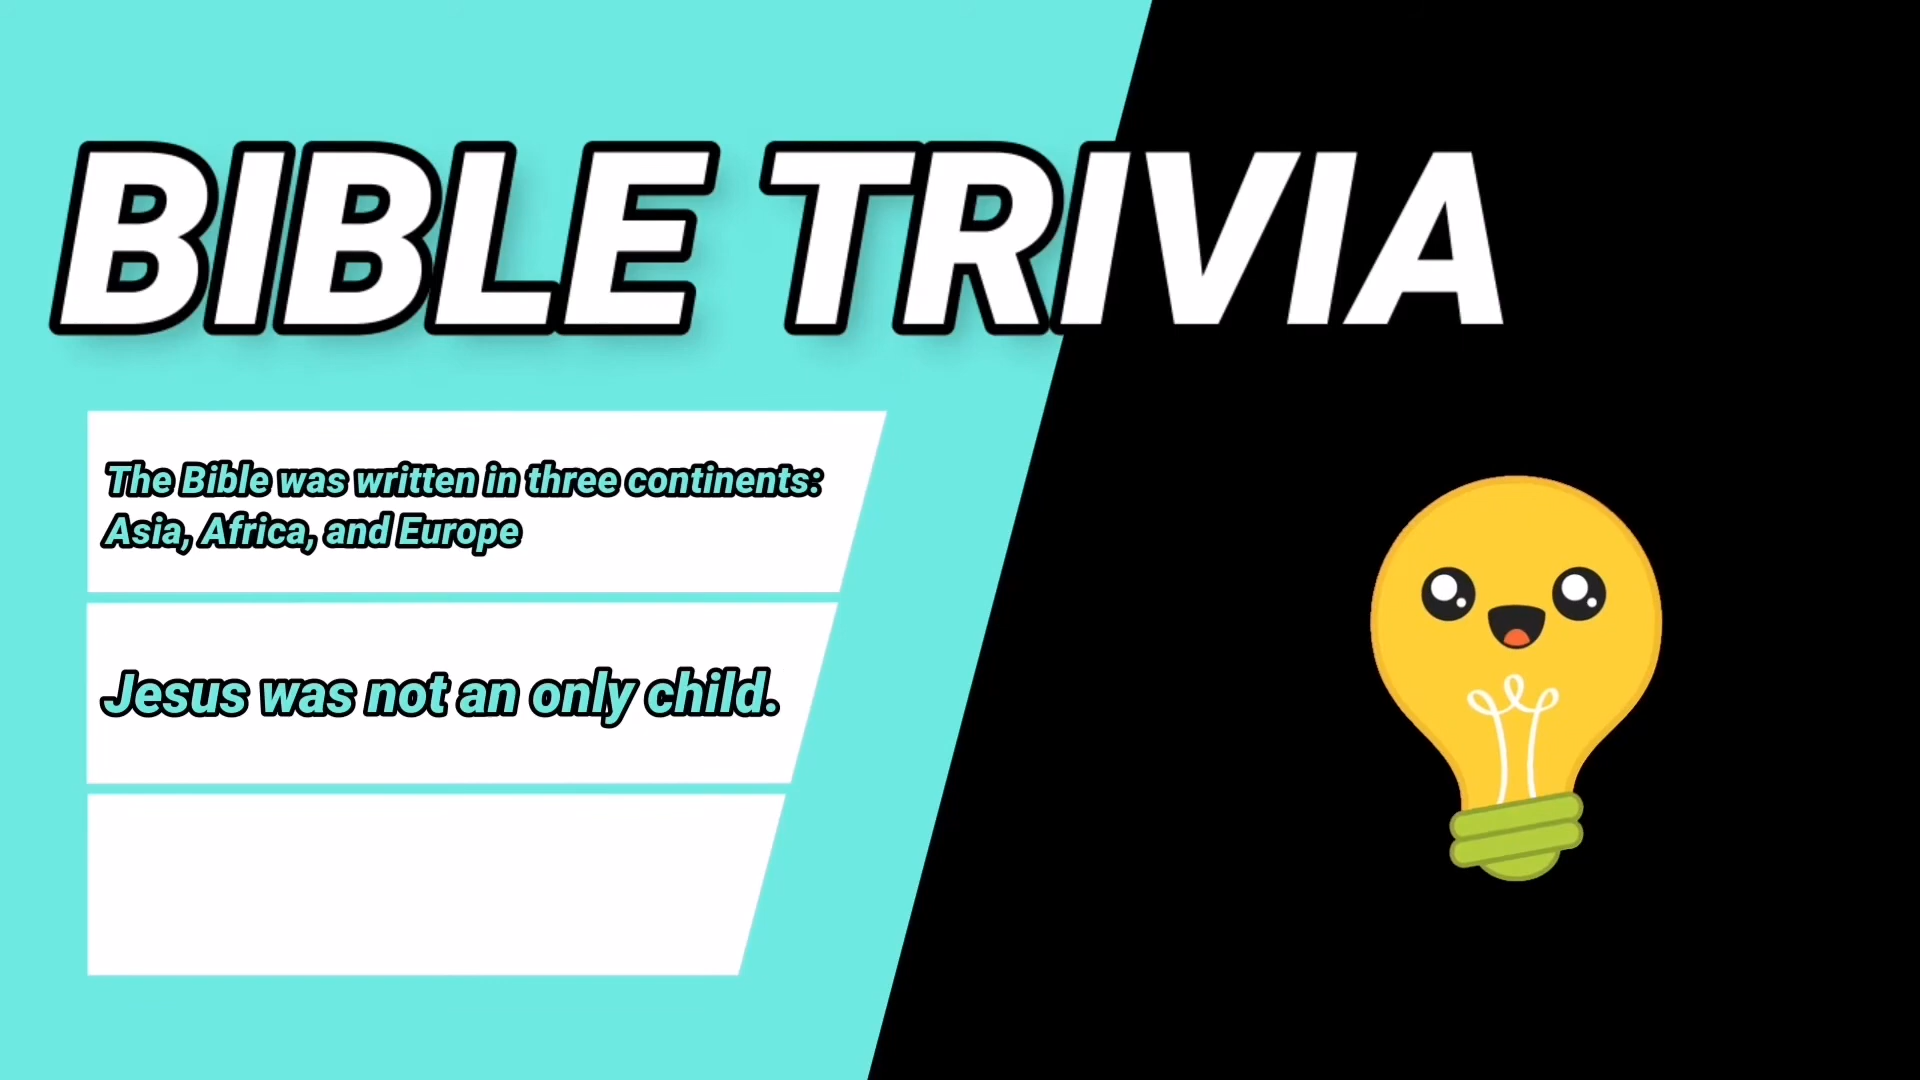 BIBLE TRIVIA
The Bible was written in three continents:
Asia, Africa, and Europe
Jesus was not an only child.